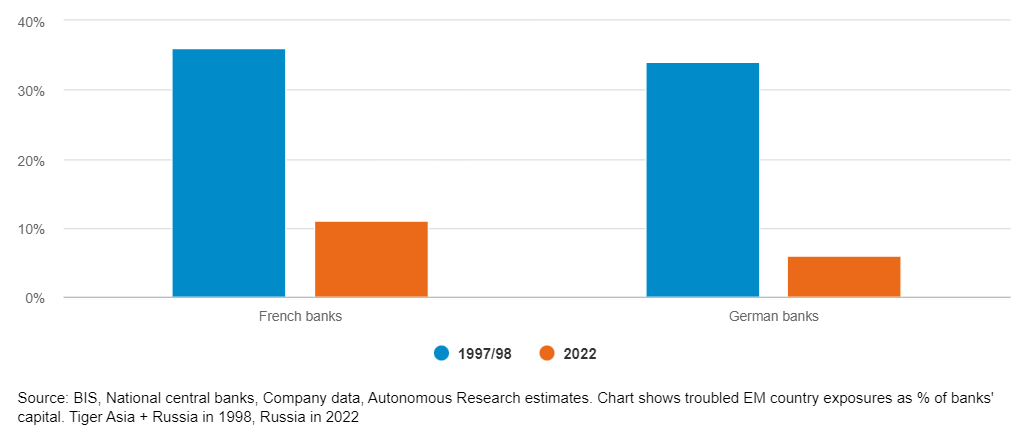 40%
30%
20%
10%
0%
French banks
German banks
1997/98
2022
Source: BIS, National central banks, Company data, Autonomous Research estimates. Chart shows troubled EM country exposures as % of banks'
capital. Tiger Asia + Russia in 1998, Russia in 2022